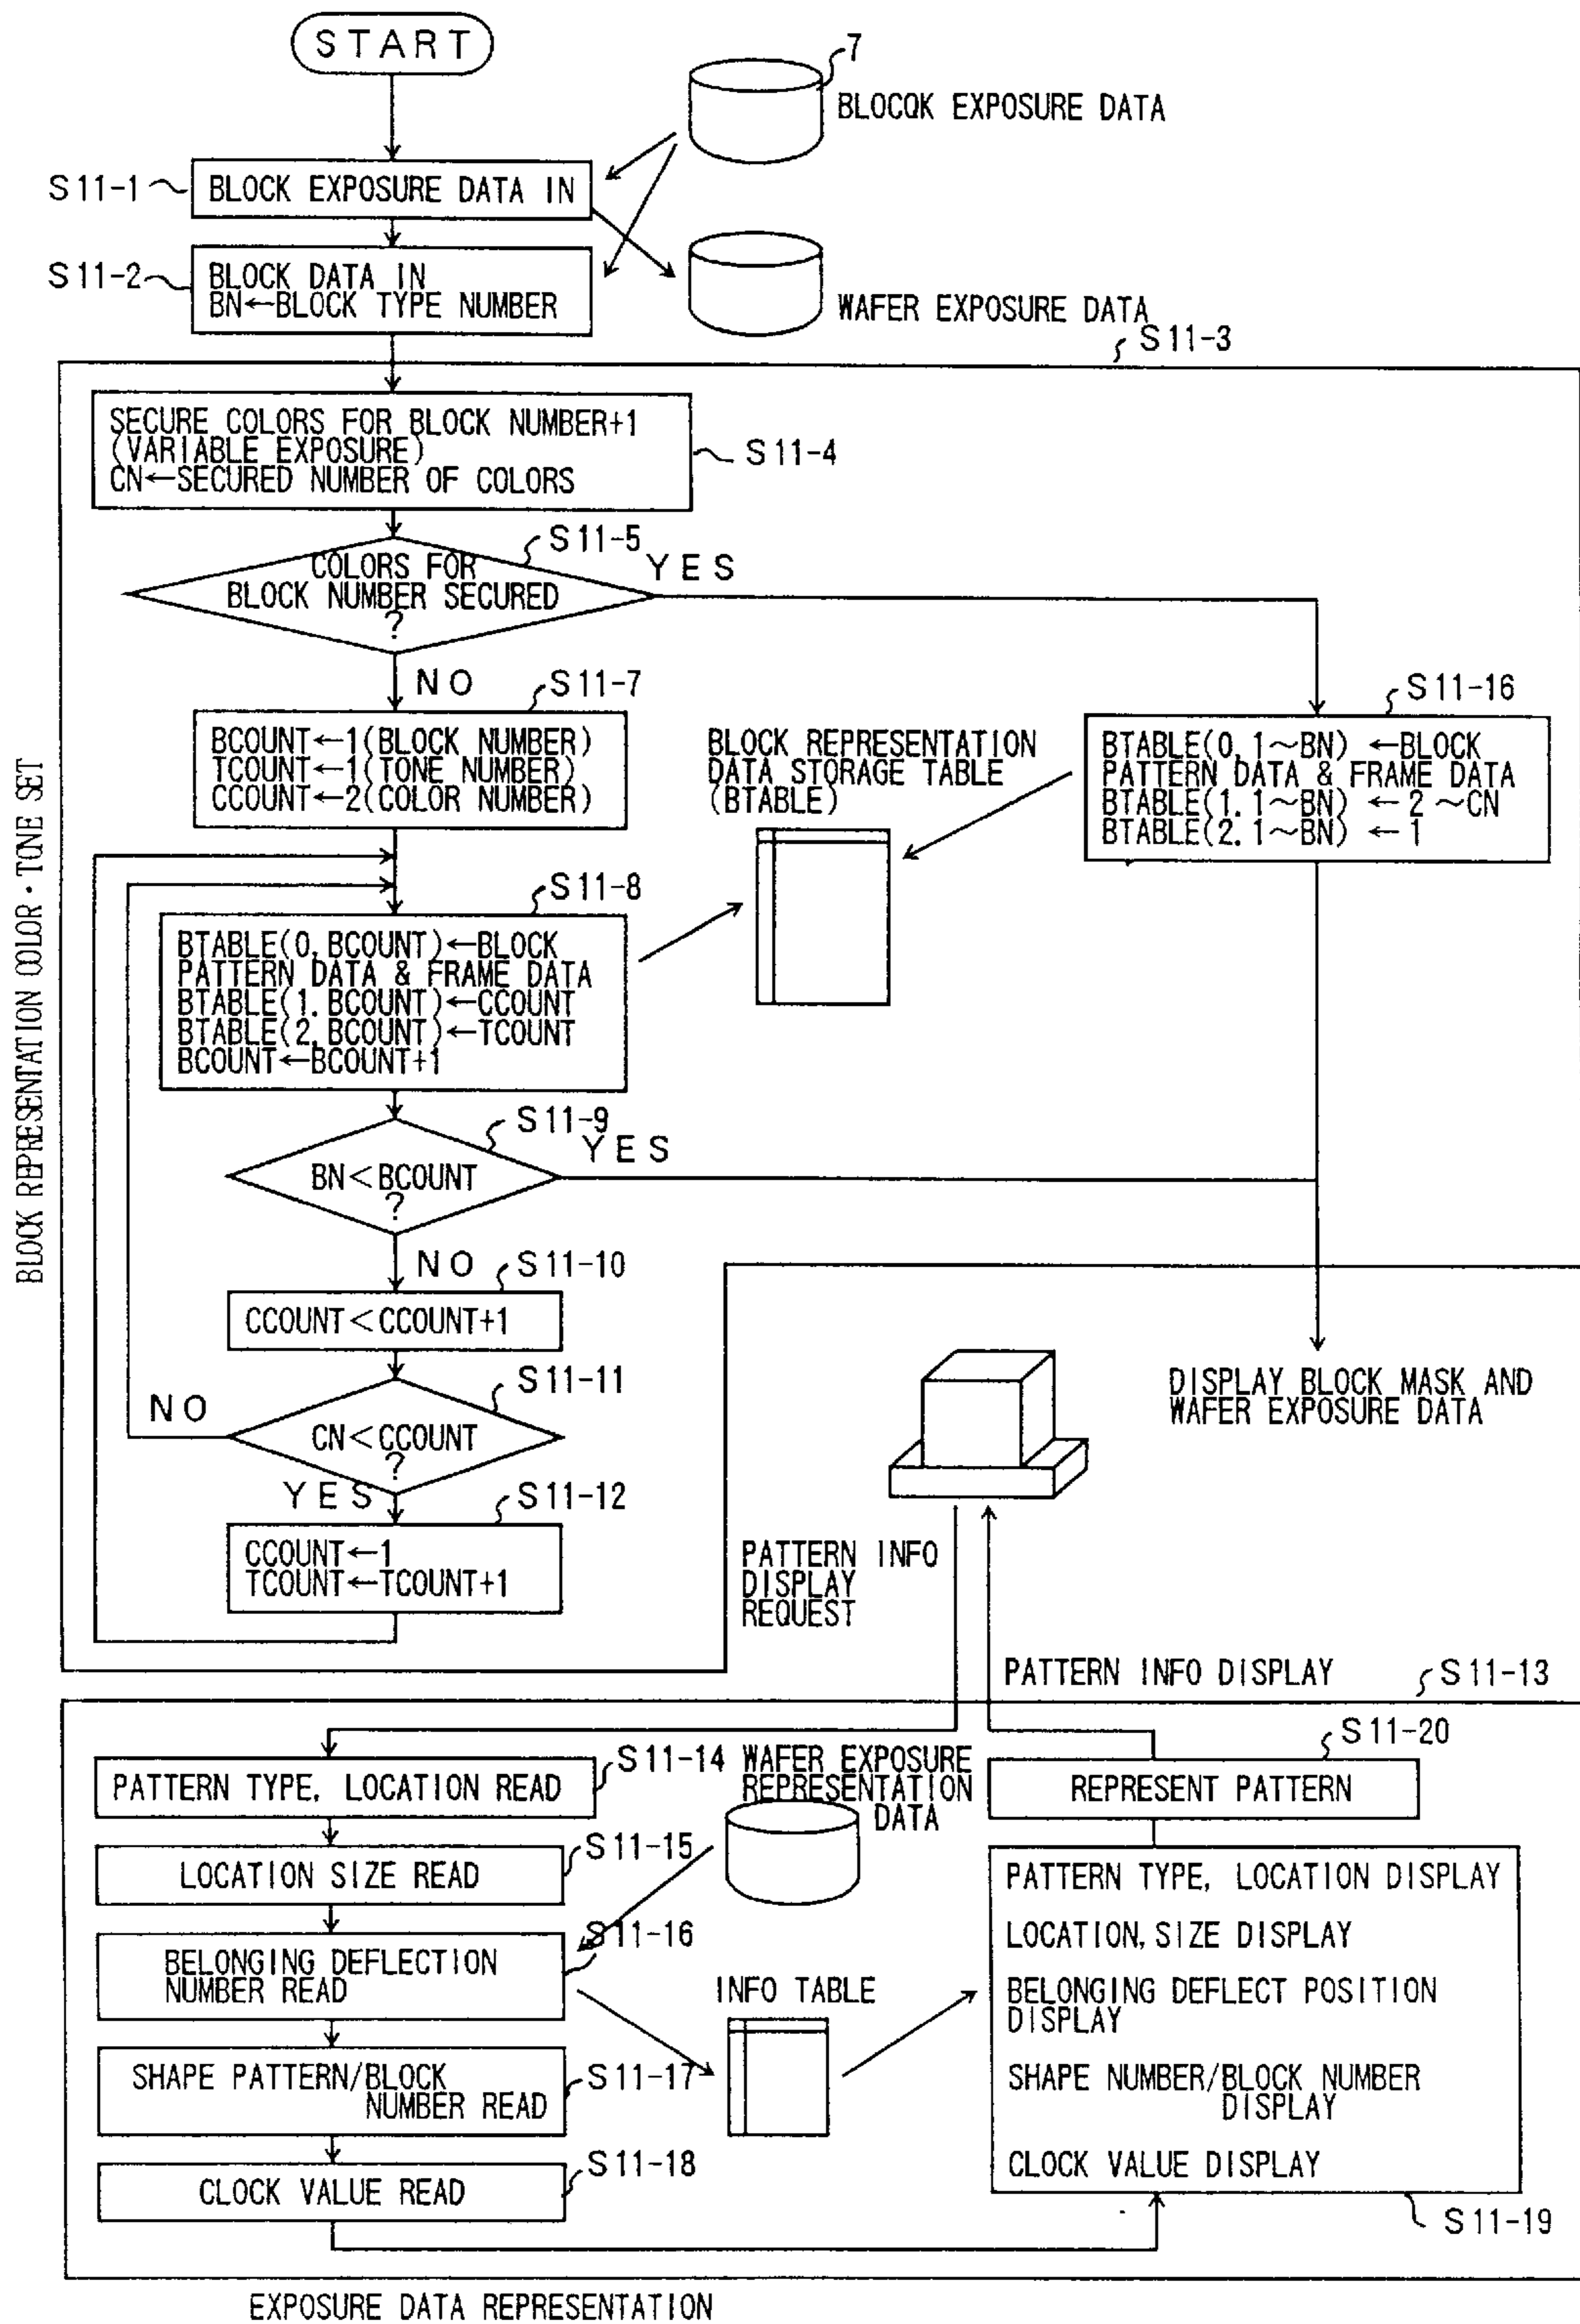 START
7
BLOCQK EXPOSURE DATA
S11-1
BLOCK EXPOSURE DATA IN
S11-2
BLOCK DATA IN
BN←BLOCK TYPE NUMBER
WAFER EXPOSURE DATA
S11-3
SECURE COLORS FOR BLOCK NUMBER+1
(VARIABLE EXPOSURE)
CN←SECURED NUMBER OF COLORS
S11-4
S11-5
COLORS FOR
BLOCK NUMBER SECURED
?
YES
NO
S11-7
BCOUNT←1(BLOCK NUMBER)
TCOUNT←1(TONE NUMBER)
CCOUNT←2(COLOR NUMBER)
BLOCK REPRESENTATION
DATA STORAGE TABLE
(BTABLE)
S11-16
BTABLE(0,1~BN) ←BLOCK
PATTERN DATA & FRAME DATA
BTABLE(1.1~BN) ← 2 ~CN
BTABLE(2.1~BN) ← 1
BLOCK REPRESENTATION COLOR·TONE SET
S11-8
BTABLE(0,BCOUNT)←BLOCK
PATTERN DATA & FRAME DATA
BTABLE(1.BCOUNT)←CCOUNT
BTABLE(2,BCOUNT)←TCOUNT
BCOUNT←BCOUNT+1
S11-9
BN<BCOUNT
?
YES
NO
S11-10
CCOUNT<CCOUNT+1
S11-11
NO
CN<CCOUNT
?
YES
S11-12
CCOUNT←1
TCOUNT←TCOUNT+1
DISPLAY BLOCK MASK AND
WAFER EXPOSURE DATA
PATTERN INFO
DISPLAY
REQUEST
PATTERN INFO DISPLAY
S11-13
S11-14
PATTERN TYPE, LOCATION READ
WAFER EXPOSURE
REPRESENTATION
DATA
S11-20
REPRESENT PATTERN
S11-15
LOCATION SIZE READ
S11-16
BELONGING DEFLECTION
NUMBER READ
INFO TABLE
S11-17
SHAPE PATTERN/BLOCK
NUMBER READ
S11-18
CLOCK VALUE READ
PATTERN TYPE, LOCATION DISPLAY
LOCATION,SIZE DISPLAY
BELONGING DEFLECT POSITION
DISPLAY
SHAPE NUMBER/BLOCK NUMBER
DISPLAY
CLOCK VALUE DISPLAY
S11-19
EXPOSURE DATA REPRESENTATION